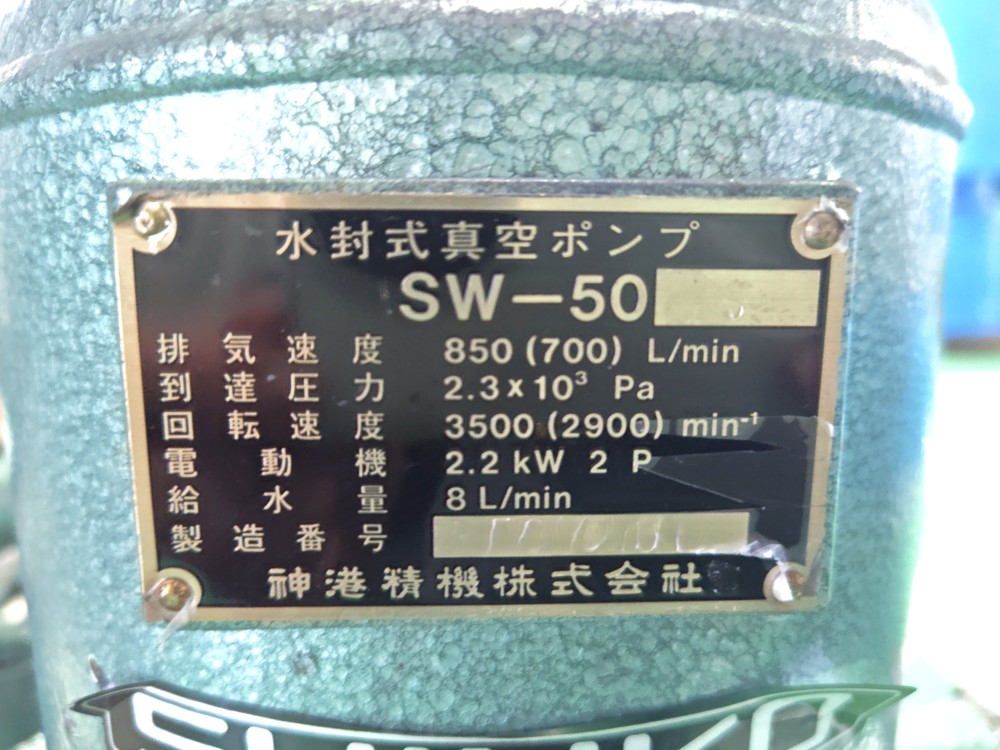 水封式真空ポンプ
SW-50
排気速度 850 (700) L/min
到達圧力 2.3×10³ Pa
回転速度 3500 (2900) min⁻¹
電動機 2.2 kW 2 P
給水量 8 L/min
製造番号
神港精機株式会社